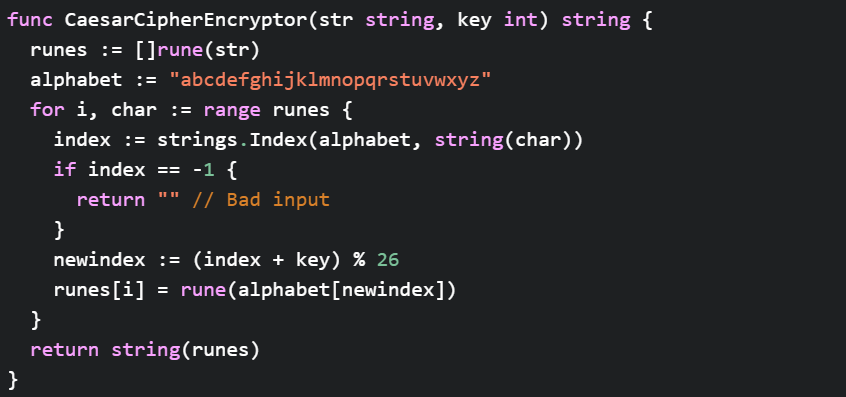 func CaesarCipherEncryptor(str string, key int) string {
  runes := []rune(str)
  alphabet := "abcdefghijklmnopqrstuvwxyz"
  for i, char := range runes {
    index := strings.Index(alphabet, string(char))
    if index == -1 {
      return "" // Bad input
    }
    newindex := (index + key) % 26
    runes[i] = rune(alphabet[newindex])
  }
  return string(runes)
}